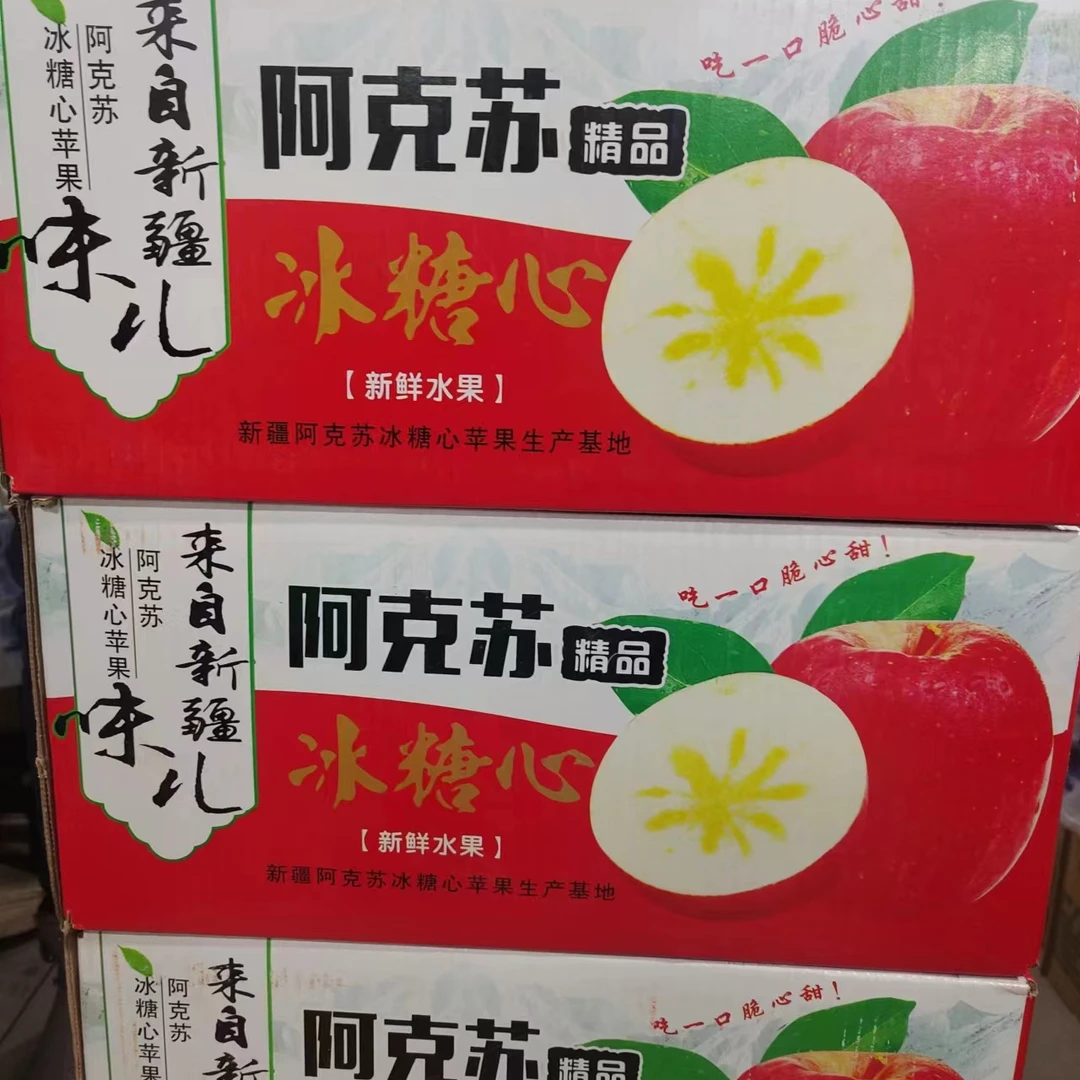 来自新疆
味儿
阿克苏
冰糖心苹果
吃一口脆心甜
阿克苏
精品
冰糖心
【新鲜水果】
新疆阿克苏冰糖心苹果生产基地
来自新疆
味儿
阿克苏
冰糖心苹果
吃一口脆心甜！
阿克苏
精品
冰糖心
【新鲜水果】
新疆阿克苏冰糖心苹果生产基地
来自新
阿克苏
冰糖心苹果
吃一口脆心甜！
阿克苏
精品